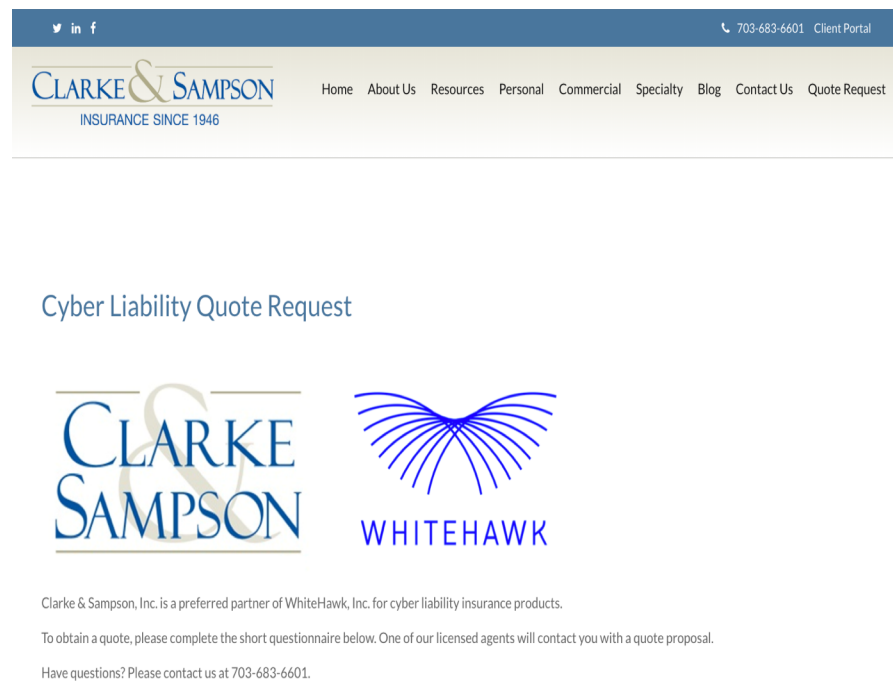 703-683-6601 Client Portal
CLARKE & SAMPSON
INSURANCE SINCE 1946
Home About Us Resources Personal Commercial Specialty Blog Contact Us Quote Request
Cyber Liability Quote Request
CLARKE & SAMPSON
WHITEHAWK
Clarke & Sampson, Inc. is a preferred partner of WhiteHawk, Inc. for cyber liability insurance products.
To obtain a quote, please complete the short questionnaire below. One of our licensed agents will contact you with a quote proposal.
Have questions? Please contact us at 703-683-6601.